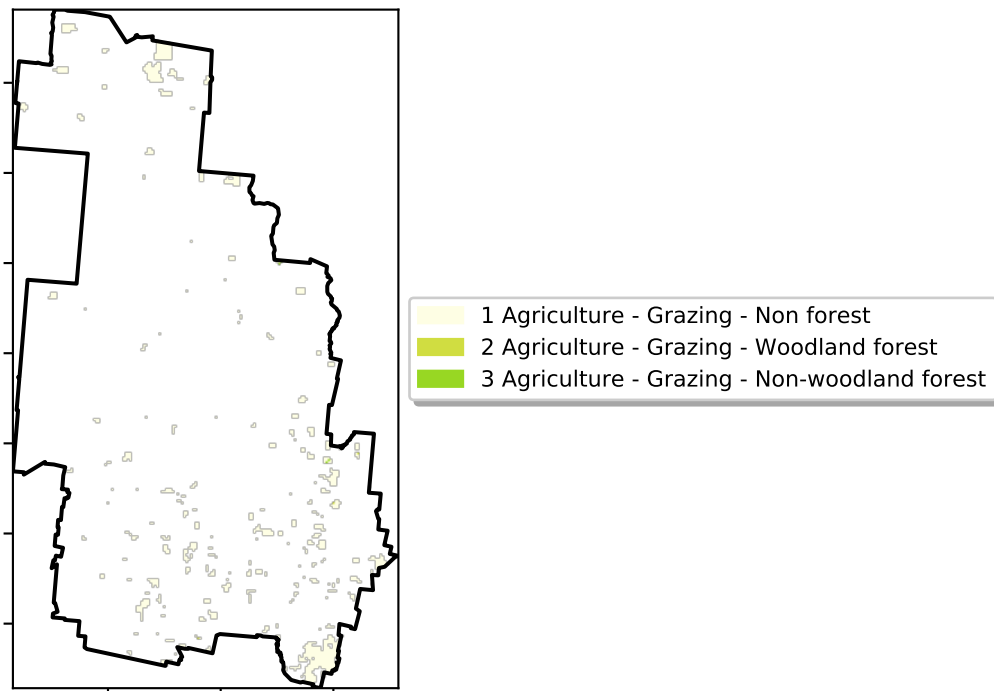 1 Agriculture - Grazing - Non forest
2 Agriculture - Grazing - Woodland forest
3 Agriculture - Grazing - Non-woodland forest